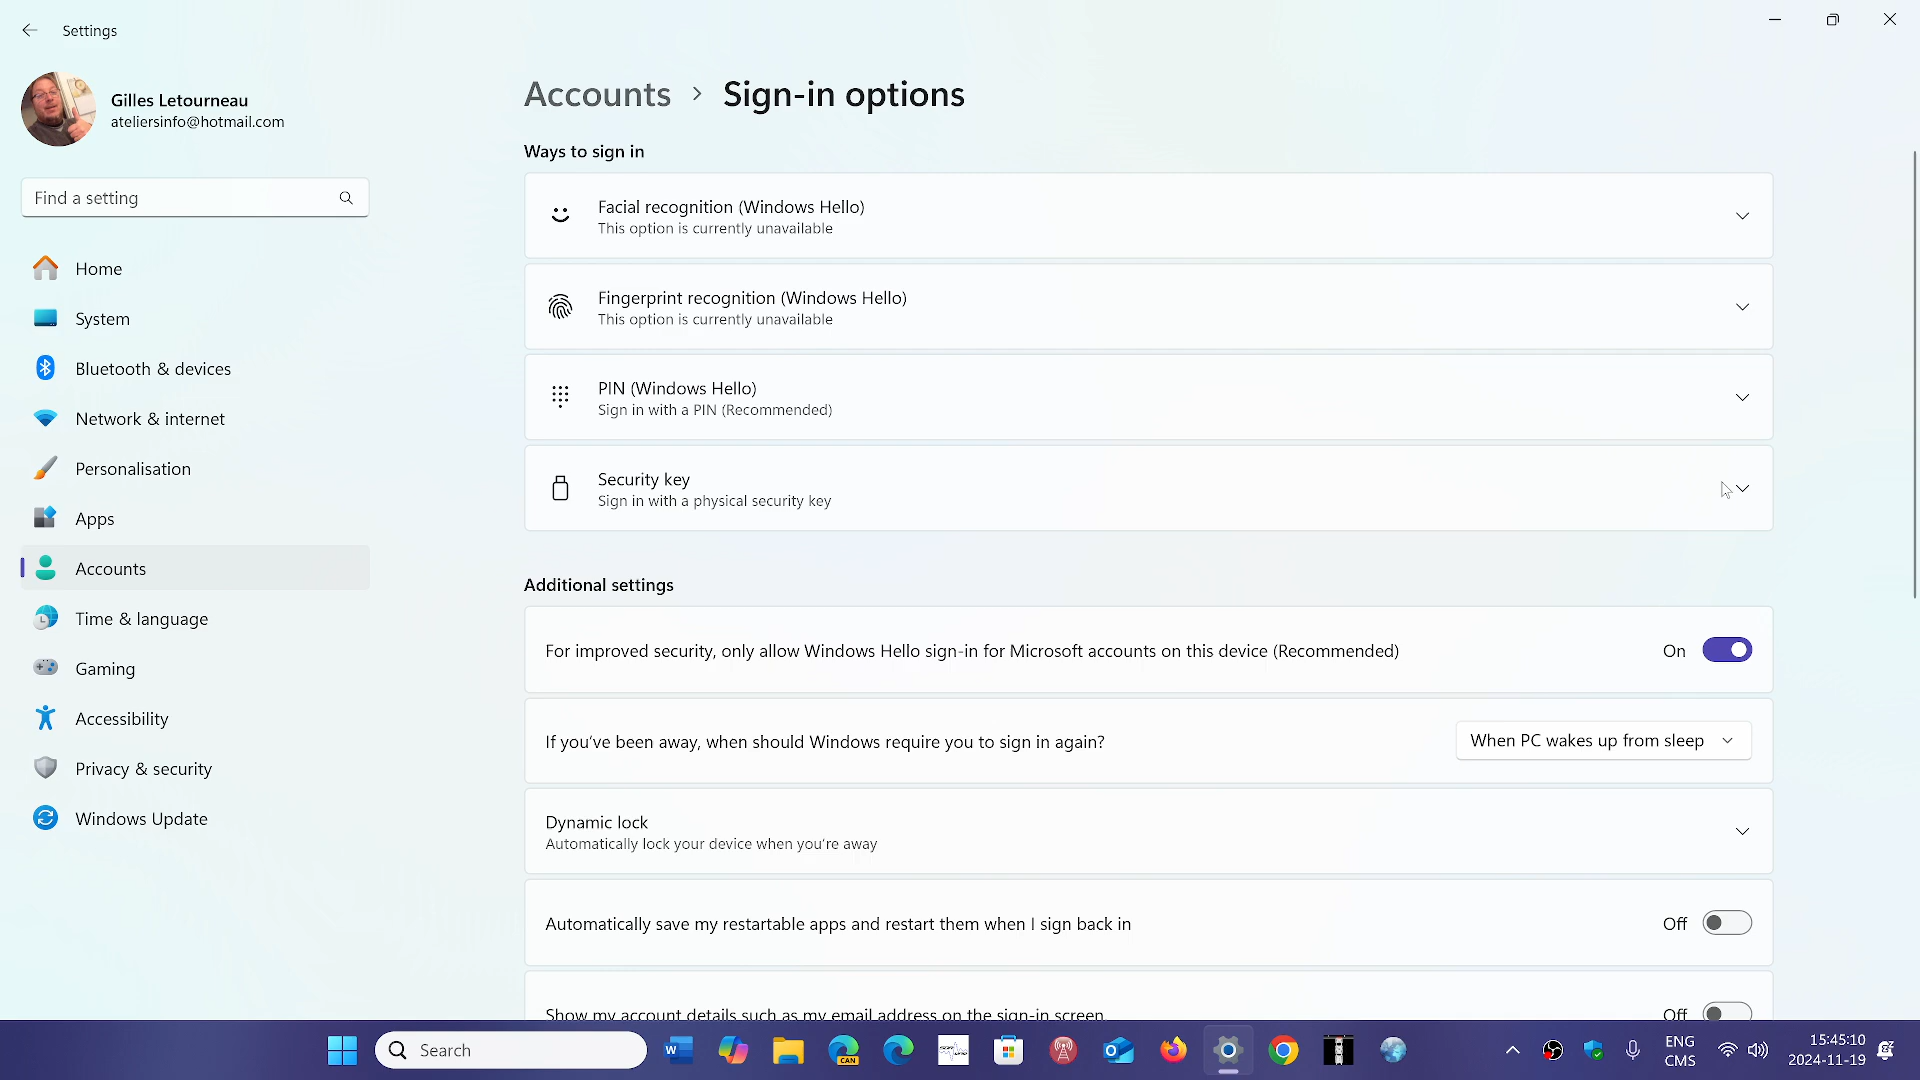 Settings
Gilles Letourneau
ateliersinfo@hotmail.com
Find a setting
Home
System
Bluetooth & devices
Network & internet
Personalisation
Apps
Accounts
Time & language
Gaming
Accessibility
Privacy & security
Windows Update
Accounts > Sign-in options
Ways to sign in
Facial recognition (Windows Hello)
This option is currently unavailable
Fingerprint recognition (Windows Hello)
This option is currently unavailable
PIN (Windows Hello)
Sign in with a PIN (Recommended)
Security key
Sign in with a physical security key
Additional settings
For improved security, only allow Windows Hello sign-in for Microsoft accounts on this device (Recommended) On
If you've been away, when should Windows require you to sign in again? When PC wakes up from sleep
Dynamic lock
Automatically lock your device when you're away
Automatically save my restartable apps and restart them when I sign back in Off
Show my account details such as my email address on the sign-in screen Off
Search
W
CAN
ENG
CMS
15:45:10
2024-11-19